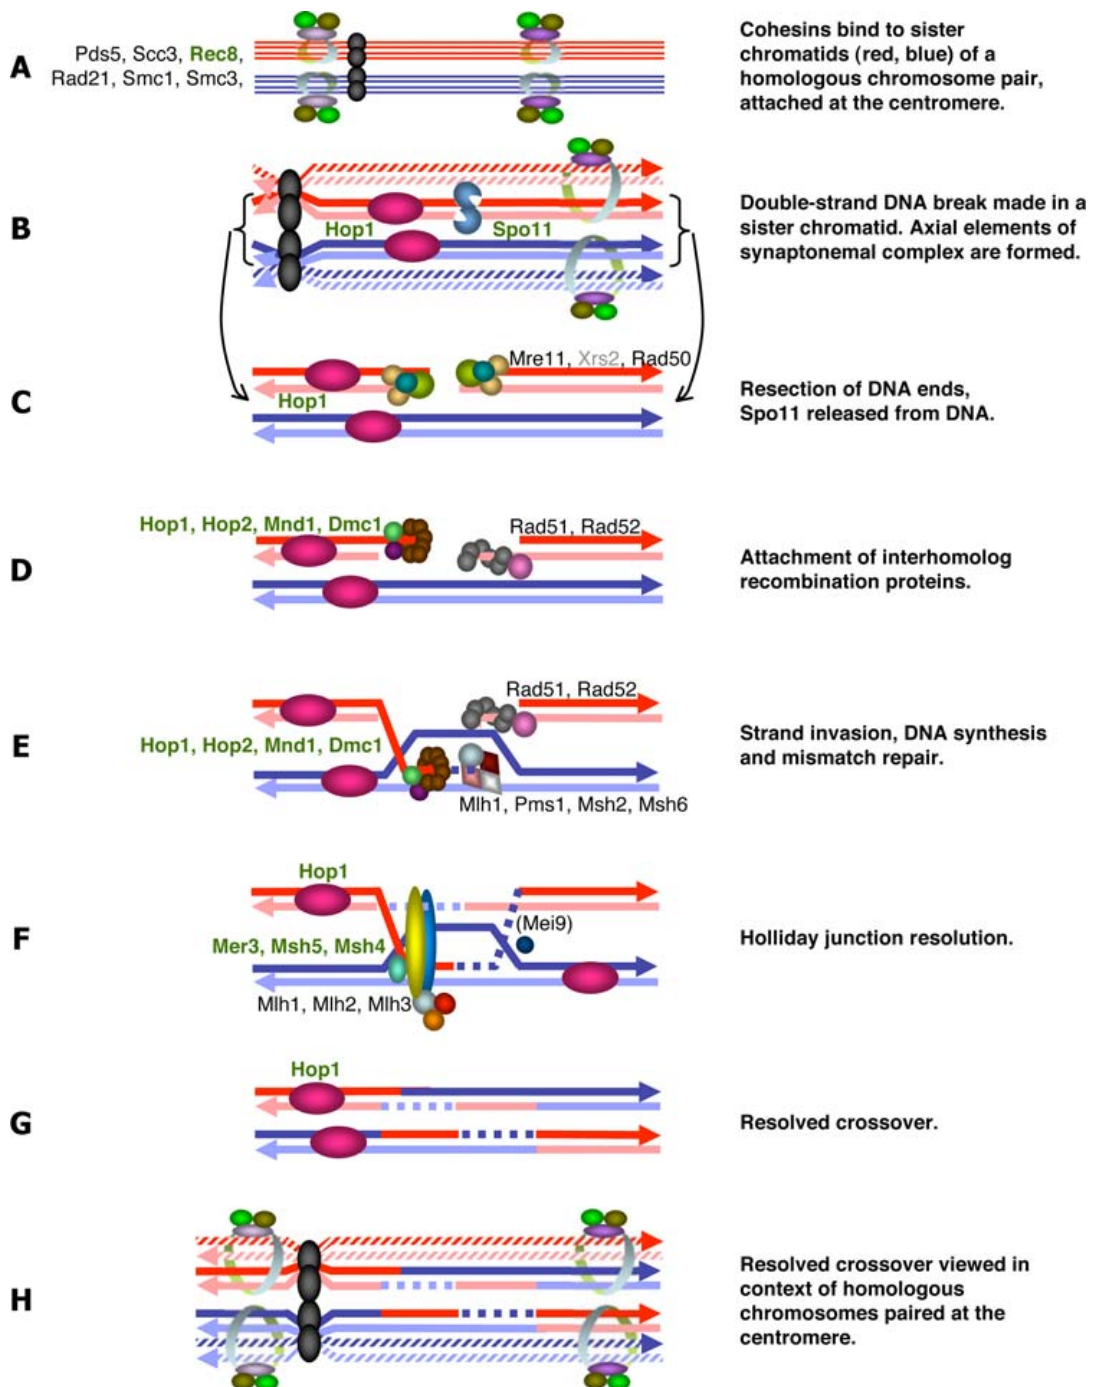 A
Pds5, Scc3, Rec8,
Rad21, Smc1, Smc3,
Cohesins bind to sister
chromatids (red, blue) of a
homologous chromosome pair,
attached at the centromere.
B
Hop1
Spo11
Double-strand DNA break made in a
sister chromatid. Axial elements of
synaptonemal complex are formed.
C
Mre11, Xrs2, Rad50
Hop1
Resection of DNA ends,
Spo11 released from DNA.
D
Hop1, Hop2, Mnd1, Dmc1
Rad51, Rad52
Attachment of interhomolog
recombination proteins.
E
Rad51, Rad52
Hop1, Hop2, Mnd1, Dmc1
Mlh1, Pms1, Msh2, Msh6
Strand invasion, DNA synthesis
and mismatch repair.
F
Hop1
(Mei9)
Mer3, Msh5, Msh4
Mlh1, Mlh2, Mlh3
Holliday junction resolution.
G
Hop1
Resolved crossover.
H
Resolved crossover viewed in
context of homologous
chromosomes paired at the
centromere.